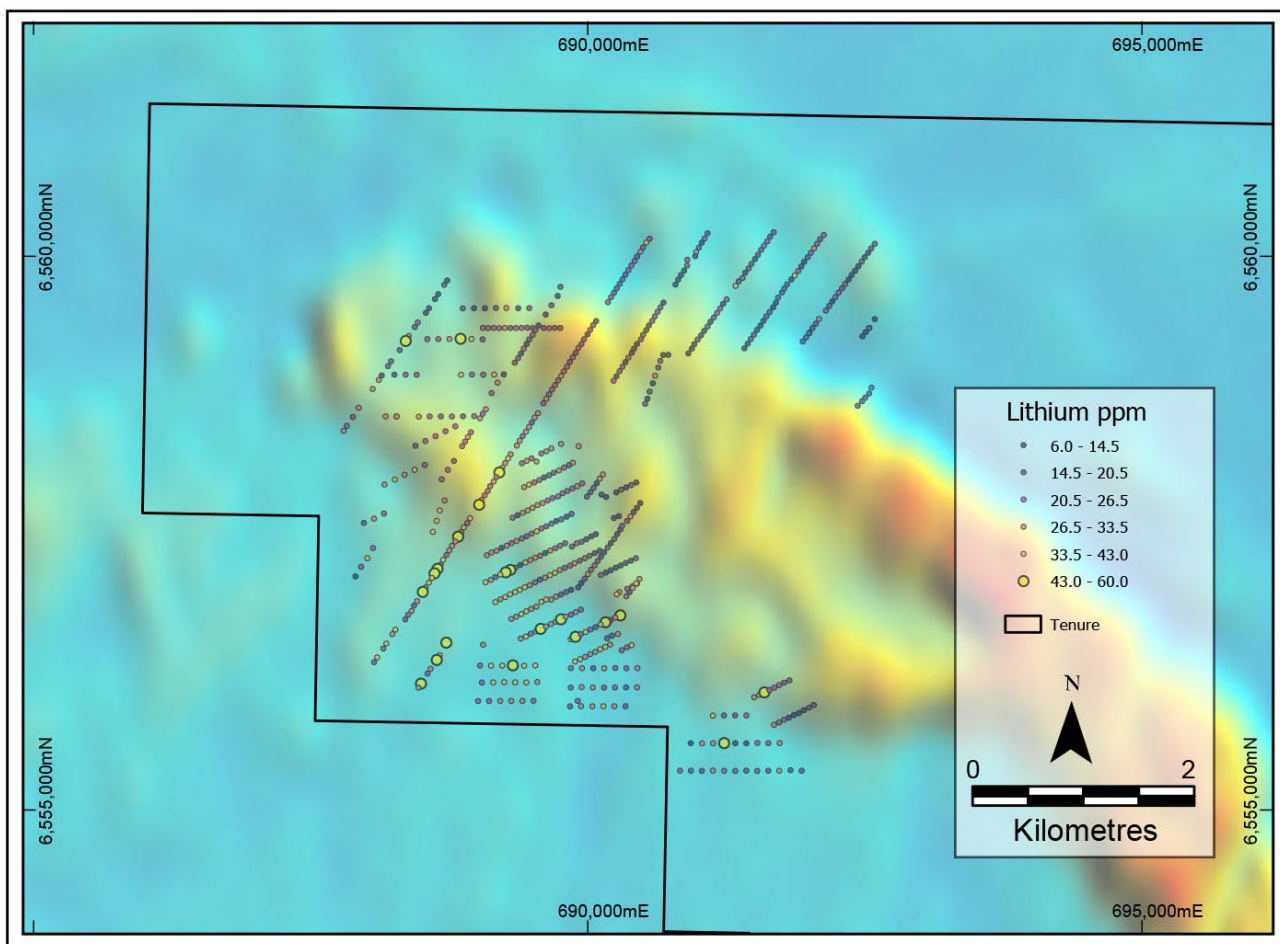 690,000mE
695,000mE
6,560,000mN
6,560,000mN
Lithium ppm
6.0 - 14.5
14.5 - 20.5
20.5 - 26.5
26.5 - 33.5
33.5 - 43.0
43.0 - 60.0
Tenure
N
0
2
Kilometres
6,555,000mN
6,555,000mN
690,000mE
695,000mE